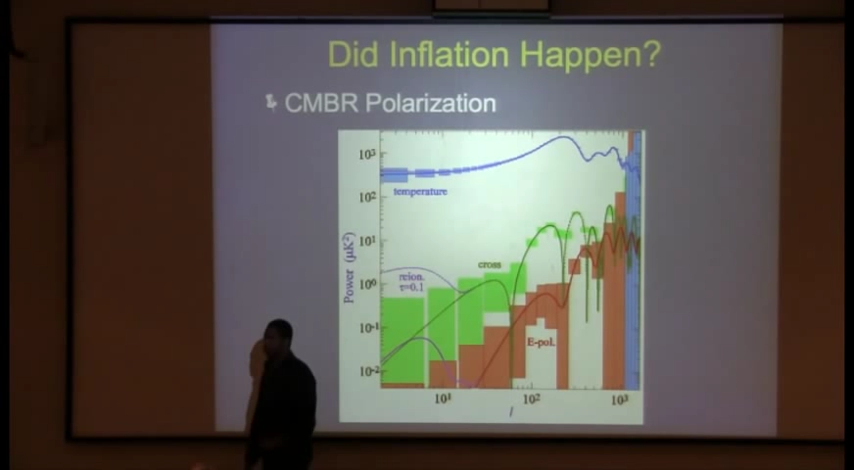 Did Inflation Happen?
CMBR Polarization
10³
10²
10¹
10⁰
10⁻¹
10⁻²
Power (μK²)
temperature
cross
reion.
τ=0.1
E-pol.
10¹ 10² 10³
l